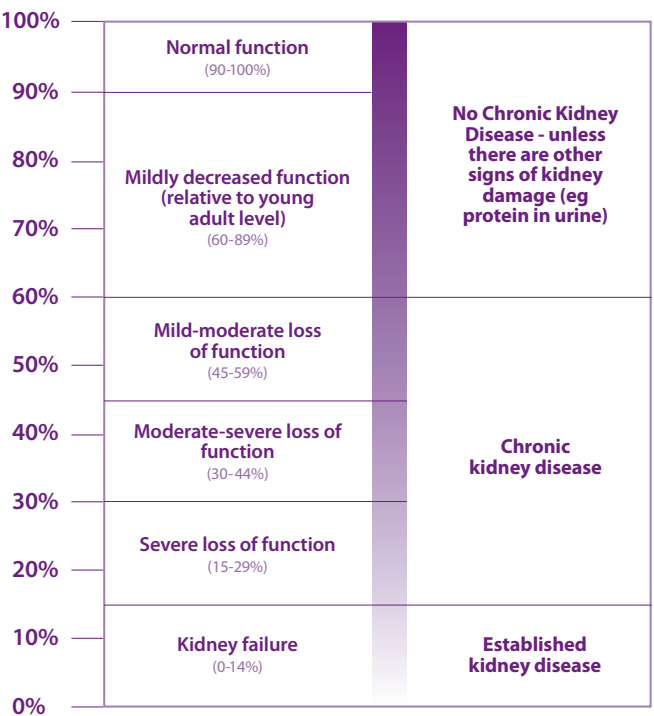 100%
90%
80%
70%
60%
50%
40%
30%
20%
10%
0%
Normal function
(90-100%)
Mildly decreased function
(relative to young
adult level)
(60-89%)
Mild-moderate loss
of function
(45-59%)
Moderate-severe loss of
function
(30-44%)
Severe loss of function
(15-29%)
Kidney failure
(0-14%)
No Chronic Kidney
Disease - unless
there are other
signs of kidney
damage (eg
protein in urine)
Chronic
kidney disease
Established
kidney disease